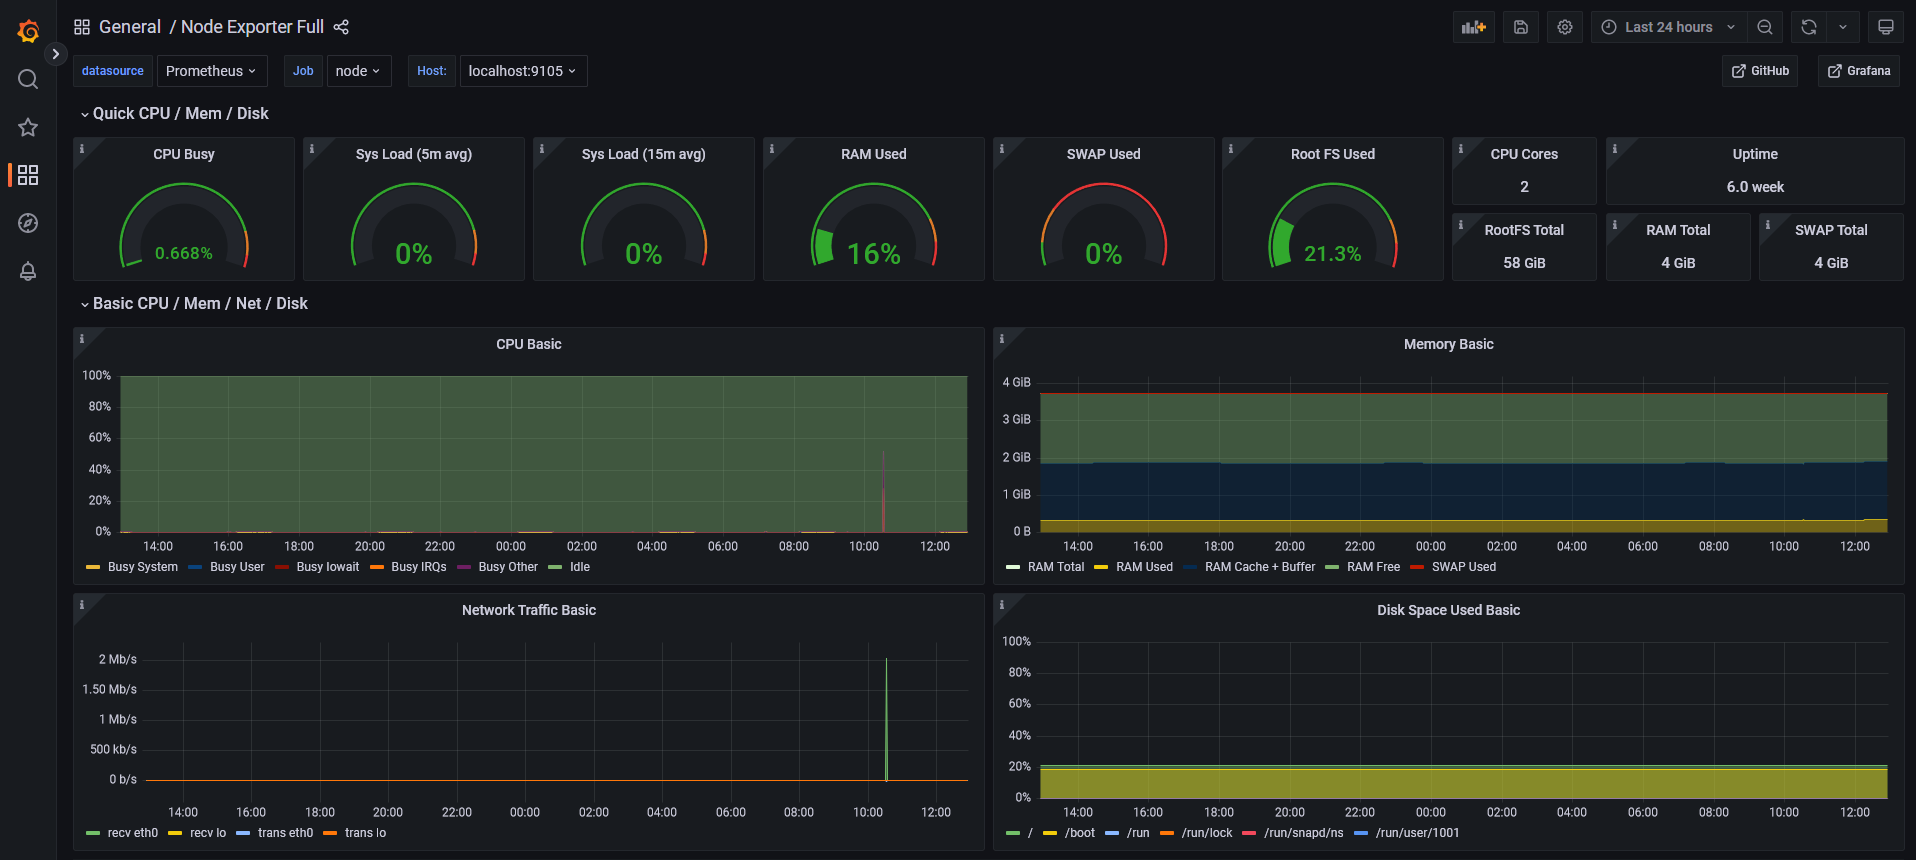 General / Node Exporter Full
Last 24 hours
datasource Prometheus Job node Host: localhost:9105
GitHub Grafana
Quick CPU / Mem / Disk
CPU Busy
0.668%
Sys Load (5m avg)
0%
Sys Load (15m avg)
0%
RAM Used
16%
SWAP Used
0%
Root FS Used
21.3%
CPU Cores
2
Uptime
6.0 week
RootFS Total
58 GiB
RAM Total
4 GiB
SWAP Total
4 GiB
Basic CPU / Mem / Net / Disk
CPU Basic
100%
80%
60%
40%
20%
0%
14:00 16:00 18:00 20:00 22:00 00:00 02:00 04:00 06:00 08:00 10:00 12:00
Busy System Busy User Busy Iowait Busy IRQs Busy Other Idle
Memory Basic
4 GiB
3 GiB
2 GiB
1 GiB
0 B
14:00 16:00 18:00 20:00 22:00 00:00 02:00 04:00 06:00 08:00 10:00 12:00
RAM Total RAM Used RAM Cache + Buffer RAM Free SWAP Used
Network Traffic Basic
2 Mb/s
1.50 Mb/s
1 Mb/s
500 kb/s
0 b/s
14:00 16:00 18:00 20:00 22:00 00:00 02:00 04:00 06:00 08:00 10:00 12:00
recv eth0 recv lo trans eth0 trans lo
Disk Space Used Basic
100%
80%
60%
40%
20%
0%
14:00 16:00 18:00 20:00 22:00 00:00 02:00 04:00 06:00 08:00 10:00 12:00
/ /boot /run /run/lock /run/snapd/ns /run/user/1001